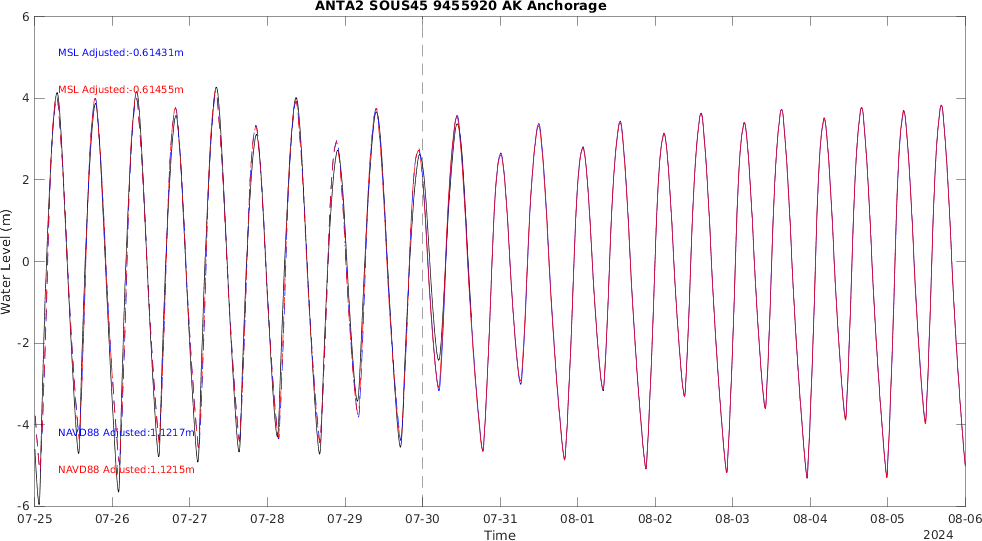 ANTA2 SOUS45 9455920 AK Anchorage
6
MSL Adjusted:-0.61431m
MSL Adjusted:-0.61455m
4
2
Water Level (m)
0
-2
-4
NAVD88 Adjusted:1.1217m
NAVD88 Adjusted:1.1215m
-6
07-25 07-26 07-27 07-28 07-29 07-30 07-31 08-01 08-02 08-03 08-04 08-05 08-06
Time
2024